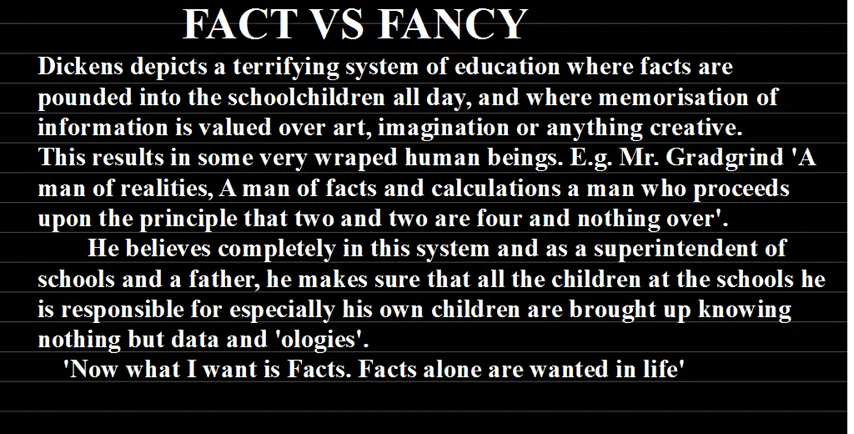 FACT VS FANCY
Dickens depicts a terrifying system of education where facts are
pounded into the schoolchildren all day, and where memorisation of
information is valued over art, imagination or anything creative.
This results in some very wraped human beings. E.g. Mr. Gradgrind 'A
man of realities, A man of facts and calculations a man who proceeds
upon the principle that two and two are four and nothing over'.
He believes completely in this system and as a superintendent of
schools and a father, he makes sure that all the children at the schools he
is responsible for especially his own children are brought up knowing
nothing but data and 'ologies'.
'Now what I want is Facts. Facts alone are wanted in life'